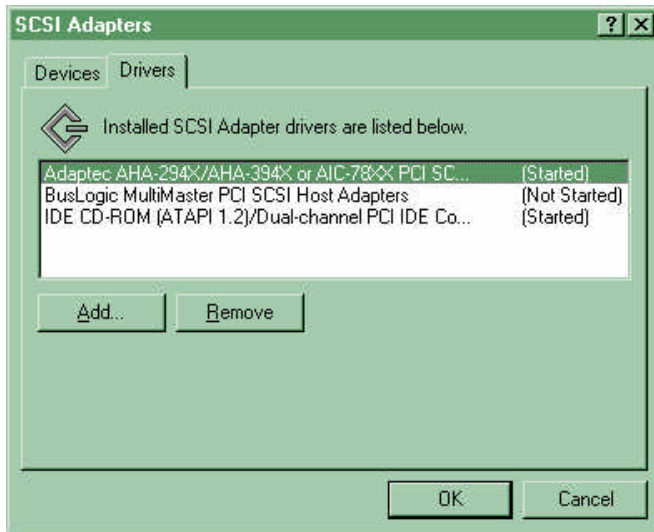 SCSI Adapters
Devices Drivers
Installed SCSI Adapter drivers are listed below.
Adaptec AHA-294X/AHA-394X or AIC-78XX PCI SC... (Started)
BusLogic MultiMaster PCI SCSI Host Adapters (Not Started)
IDE CD-ROM (ATAPI 1.2)/Dual-channel PCI IDE Co... (Started)
Add... Remove
OK Cancel